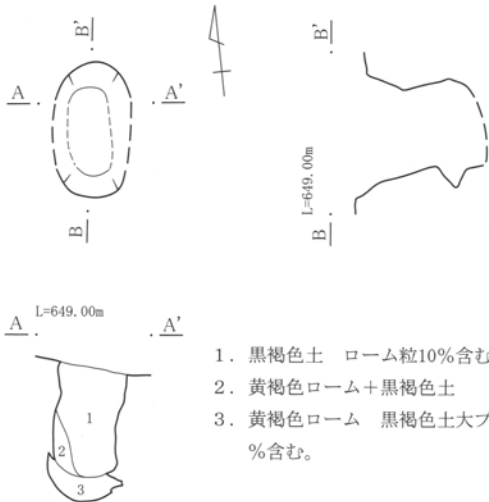 B'
A A'
B
B'
L=649.00m
B
L=649.00m
A A'
1
2
3
1. 黒褐色土 ローム粒10%含む
2. 黄褐色ローム+黒褐色土
3. 黄褐色ローム 黒褐色土大ブ
%含む。